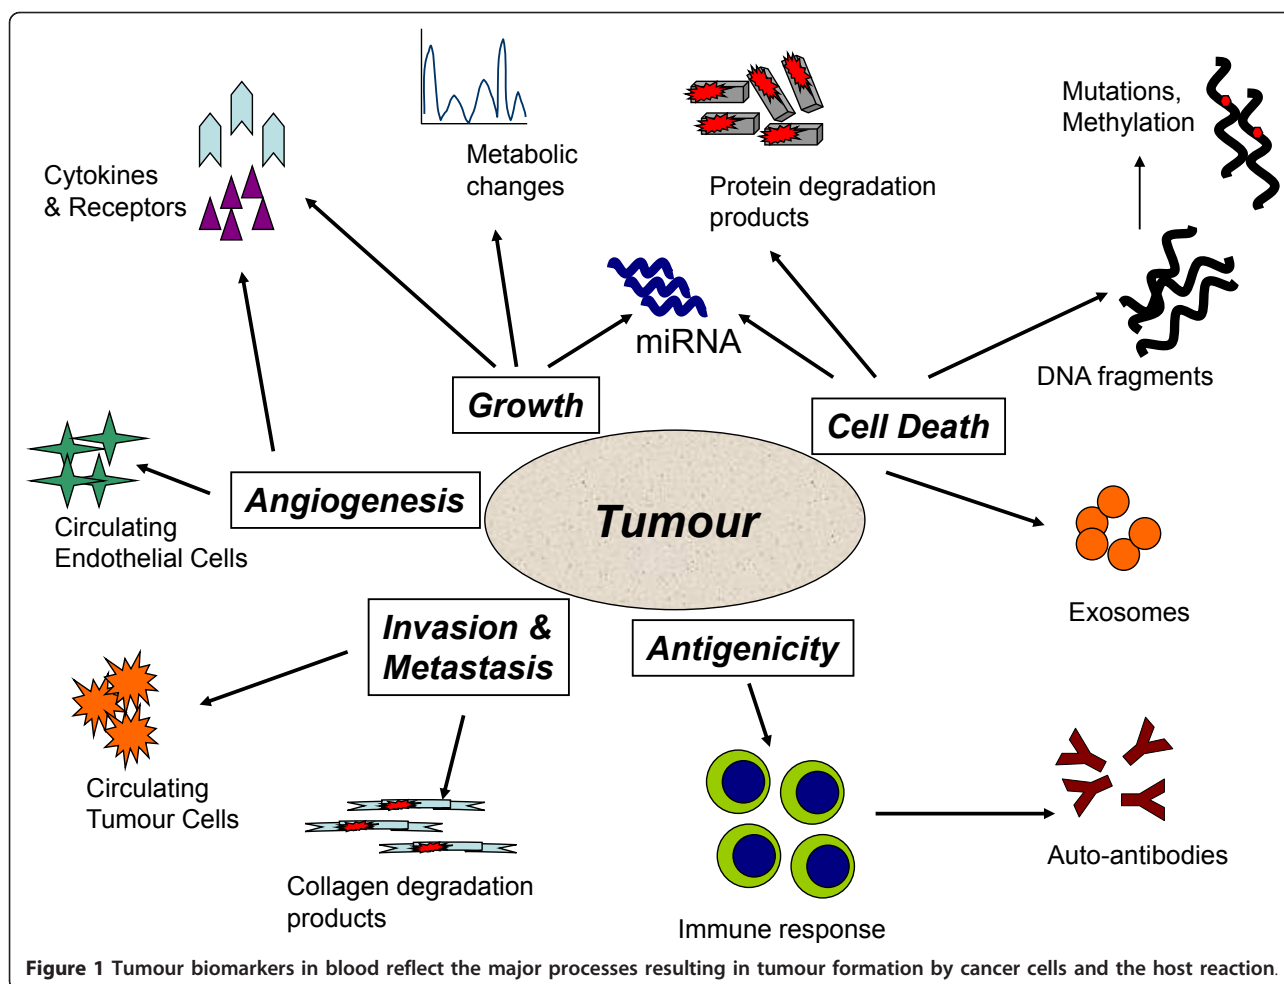 Mutations,
Methylation
Metabolic
changes
Cytokines
& Receptors
Protein degradation
products
miRNA
DNA fragments
Growth
Cell Death
Angiogenesis
Tumour
Circulating
Endothelial Cells
Exosomes
Invasion &
Metastasis
Antigenicity
Circulating
Tumour Cells
Auto-antibodies
Collagen degradation
products
Immune response
Figure 1 Tumour biomarkers in blood reflect the major processes resulting in tumour formation by cancer cells and the host reaction.